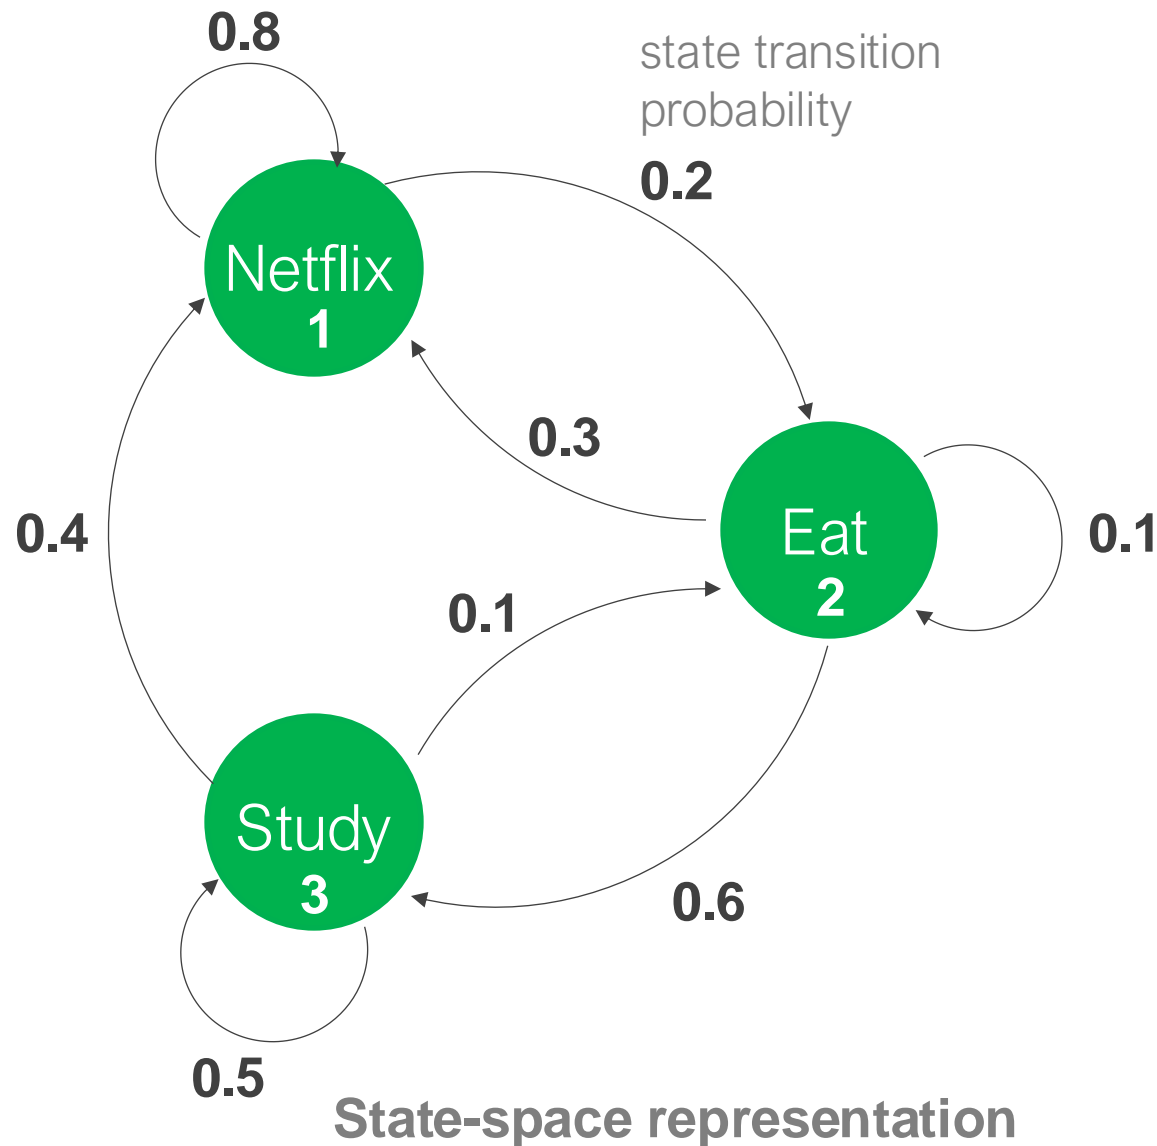 0.8
state transition
probability
0.2
Netflix
1
0.3
0.4
Eat
2
0.1
0.1
Study
3
0.6
0.5
State-space representation